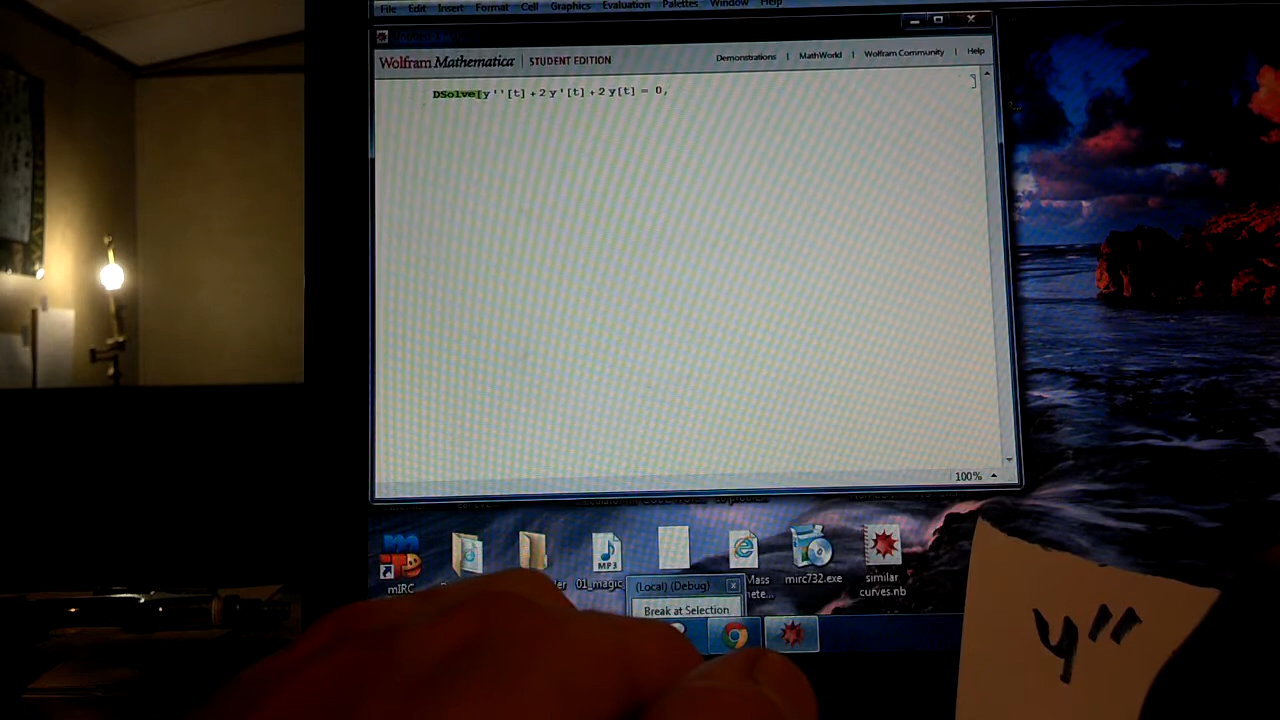 File Edit Insert Format Cell Graphics Evaluation Palettes Window Help
Wolfram Mathematica | STUDENT EDITION Demonstrations | MathWorld | Wolfram Community | Help
DSolve[y''[t]+2 y'[t]+2 y[t] = 0,
100%
mIRC
01_magic
MP3
mirc732.exe
similar
curves.nb
(Local) (Debug)
Break at Selection
y''